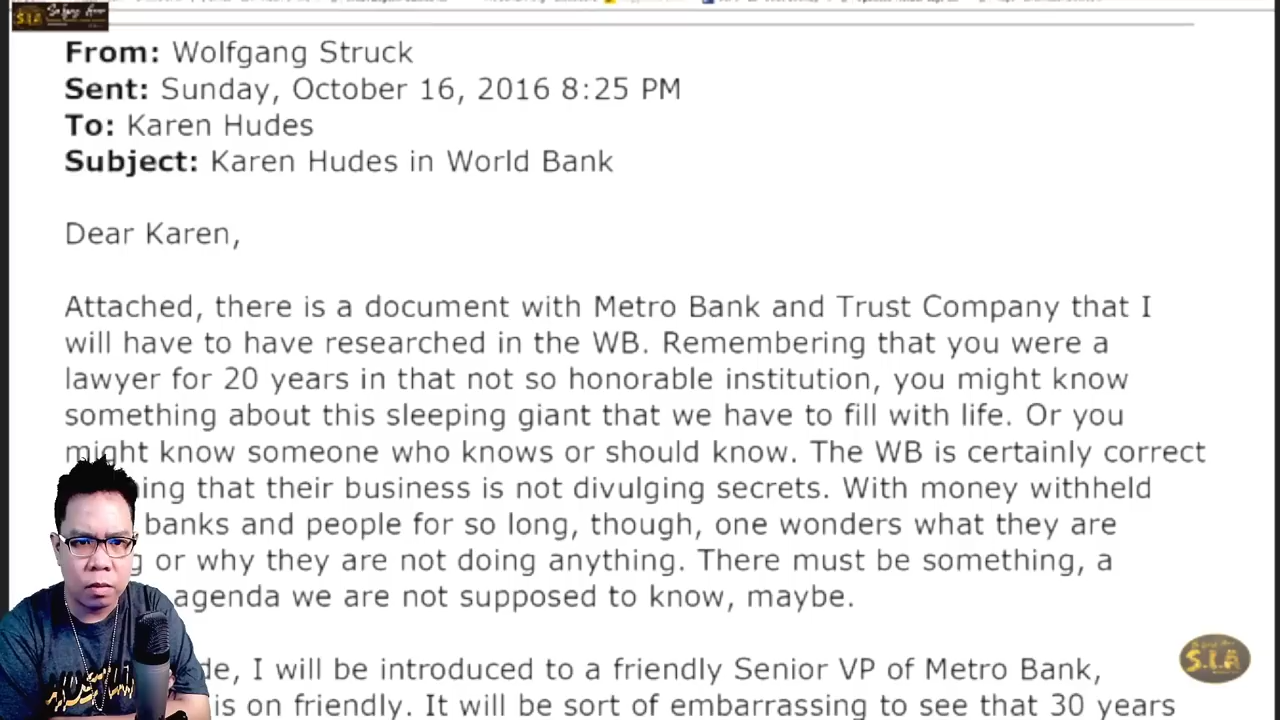 S.I.A
From: Wolfgang Struck
Sent: Sunday, October 16, 2016 8:25 PM
To: Karen Hudes
Subject: Karen Hudes in World Bank
Dear Karen,
Attached, there is a document with Metro Bank and Trust Company that I
will have to have researched in the WB. Remembering that you were a
lawyer for 20 years in that not so honorable institution, you might know
something about this sleeping giant that we have to fill with life. Or you
might know someone who knows or should know. The WB is certainly correct
ing that their business is not divulging secrets. With money withheld
banks and people for so long, though, one wonders what they are
g or why they are not doing anything. There must be something, a
agenda we are not supposed to know, maybe.
de, I will be introduced to a friendly Senior VP of Metro Bank,
is on friendly. It will be sort of embarrassing to see that 30 years
S.I.A